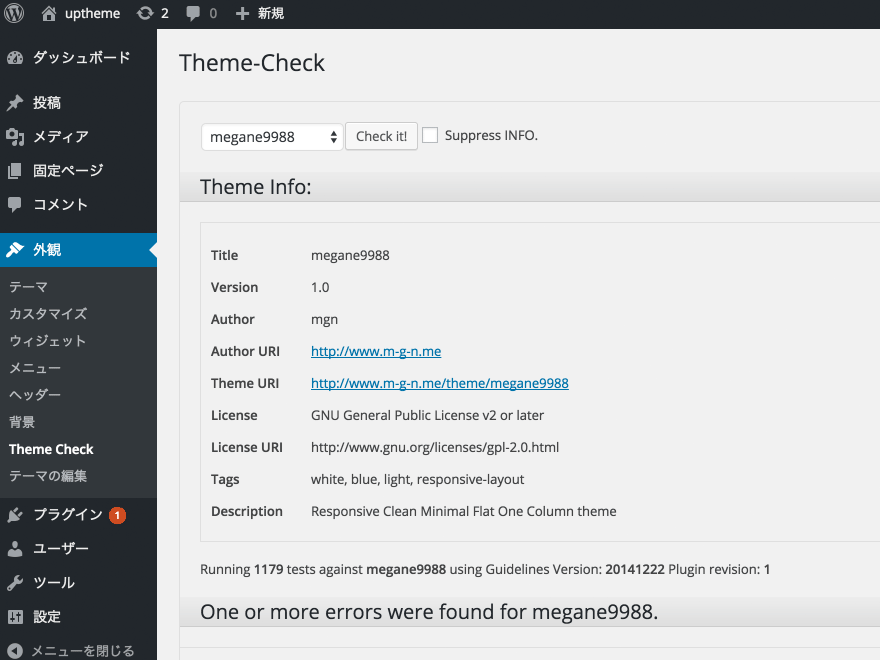 uptheme 2 0 新規
ダッシュボード
投稿
メディア
固定ページ
コメント
外観
テーマ
カスタマイズ
ウィジェット
メニュー
ヘッダー
背景
Theme Check
テーマの編集
プラグイン 1
ユーザー
ツール
設定
メニューを閉じる
Theme-Check
megane9988 Check it! Suppress INFO.
Theme Info:
Title megane9988
Version 1.0
Author mgn
Author URI http://www.m-g-n.me
Theme URI http://www.m-g-n.me/theme/megane9988
License GNU General Public License v2 or later
License URI http://www.gnu.org/licenses/gpl-2.0.html
Tags white, blue, light, responsive-layout
Description Responsive Clean Minimal Flat One Column theme
Running 1179 tests against megane9988 using Guidelines Version: 20141222 Plugin revision: 1
One or more errors were found for megane9988.